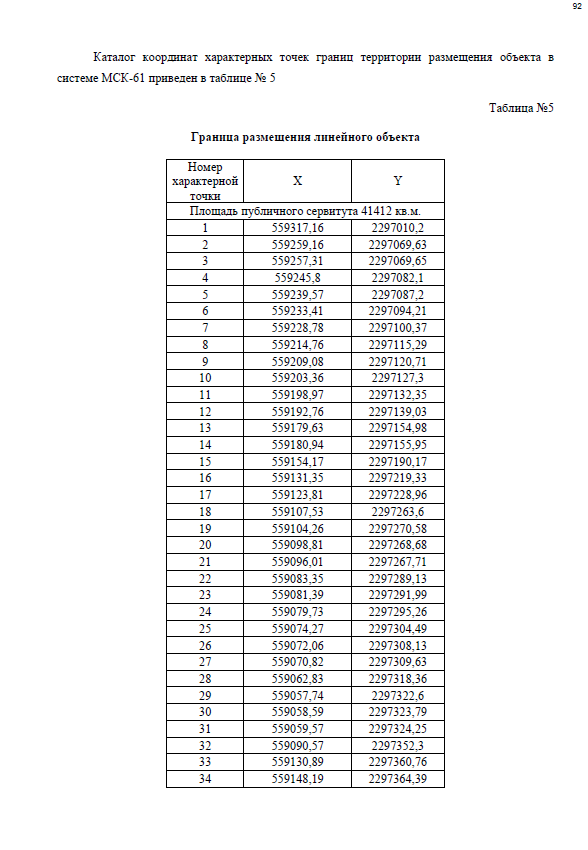 92
Каталог координат характерных точек границ территории размещения объекта в
системе МСК-61 приведен в таблице № 5
Таблица №5
Граница размещения линейного объекта
Номер характерной точки X Y
Площадь публичного сервитута 41412 кв.м.
1 559317,16 2297010,2
2 559259,16 2297069,63
3 559257,31 2297069,65
4 559245,8 2297082,1
5 559239,57 2297087,2
6 559233,41 2297094,21
7 559228,78 2297100,37
8 559214,76 2297115,29
9 559209,08 2297120,71
10 559203,36 2297127,3
11 559198,97 2297132,35
12 559192,76 2297139,03
13 559179,63 2297154,98
14 559180,94 2297155,95
15 559154,17 2297190,17
16 559131,35 2297219,33
17 559123,81 2297228,96
18 559107,53 2297263,6
19 559104,26 2297270,58
20 559098,81 2297268,68
21 559096,01 2297267,71
22 559083,35 2297289,13
23 559081,39 2297291,99
24 559079,73 2297295,26
25 559074,27 2297304,49
26 559072,06 2297308,13
27 559070,82 2297309,63
28 559062,83 2297318,36
29 559057,74 2297322,6
30 559058,59 2297323,79
31 559059,57 2297324,25
32 559090,57 2297352,3
33 559130,89 2297360,76
34 559148,19 2297364,39